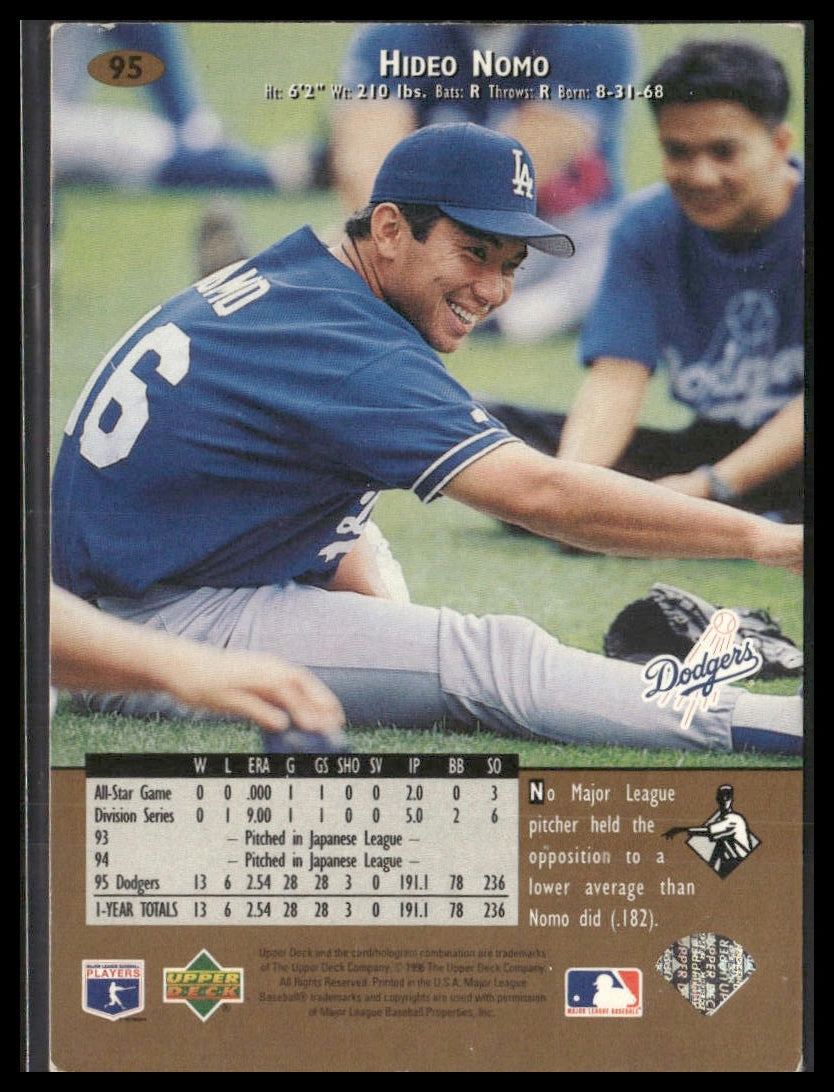 95
HIDEO NOMO
Ht: 6'2" Wt: 210 lbs. Bats: R Throws: R Born: 8-31-68
LA
OMO
16
Dodgers
Dodgers
W L ERA G GS SHO SV IP BB SO
All-Star Game 0 0 .000 1 1 0 0 2.0 0 3
Division Series 0 1 9.00 1 1 0 0 5.0 2 6
93 – Pitched in Japanese League –
94 – Pitched in Japanese League –
95 Dodgers 13 6 2.54 28 28 3 0 191.1 78 236
1-YEAR TOTALS 13 6 2.54 28 28 3 0 191.1 78 236
No Major League
pitcher held the
opposition to a
lower average than
Nomo did (.182).
MAJOR LEAGUE BASEBALL
PLAYERS
UPPER
DECK
Upper Deck and the card/hologram combination are trademarks
of The Upper Deck Company. © 1996 The Upper Deck Company.
All Rights Reserved. Printed in the U.S.A. Major League
Baseball® trademarks and copyrights are used with permission
of Major League Baseball Properties, Inc.
MAJOR LEAGUE BASEBALL
UPPER DECK